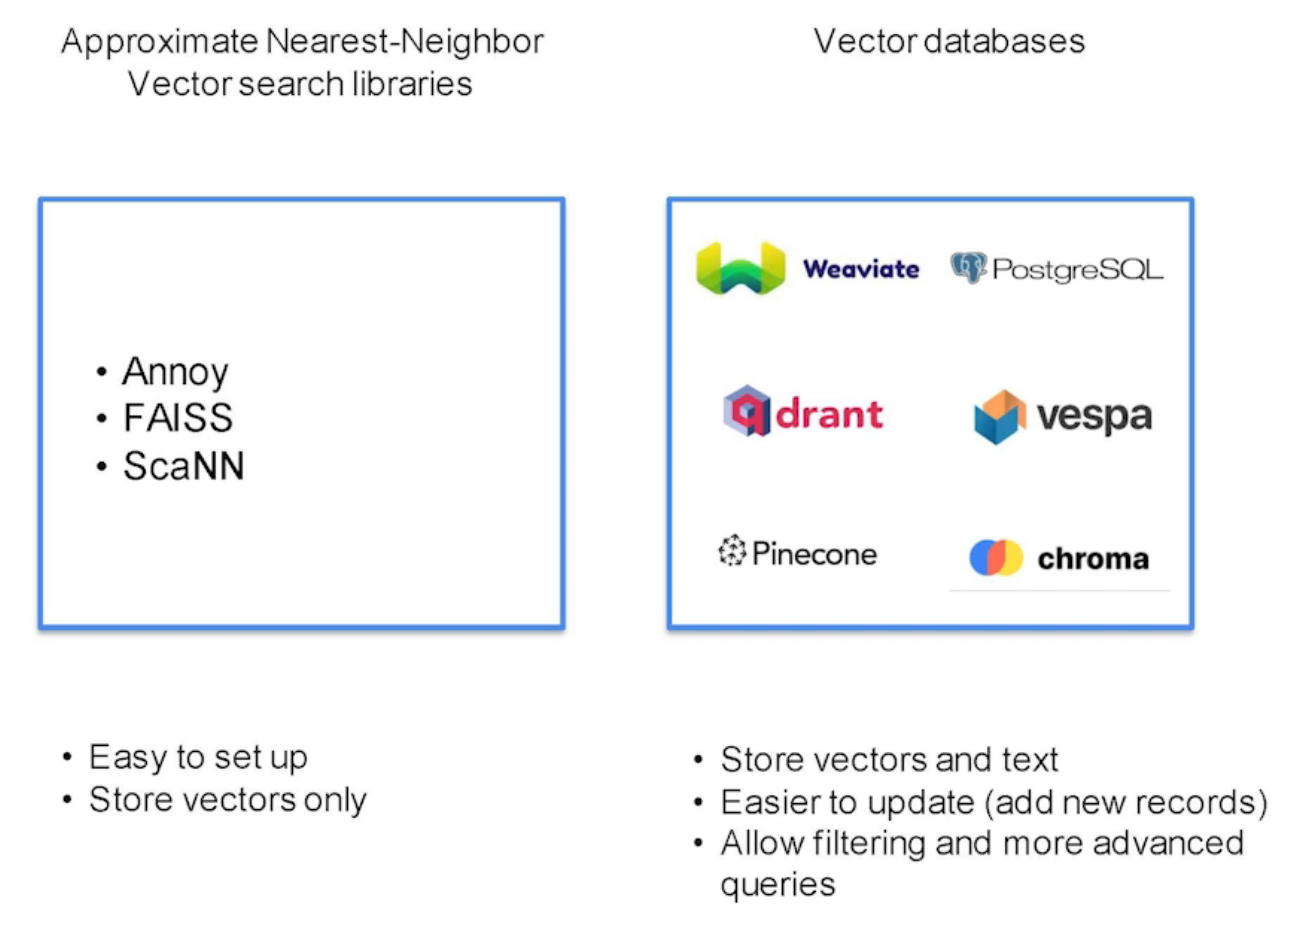 Approximate Nearest-Neighbor
Vector search libraries
• Annoy
• FAISS
• ScaNN
• Easy to set up
• Store vectors only
Vector databases
Weaviate
PostgreSQL
qdrant
vespa
Pinecone
chroma
• Store vectors and text
• Easier to update (add new records)
• Allow filtering and more advanced
queries